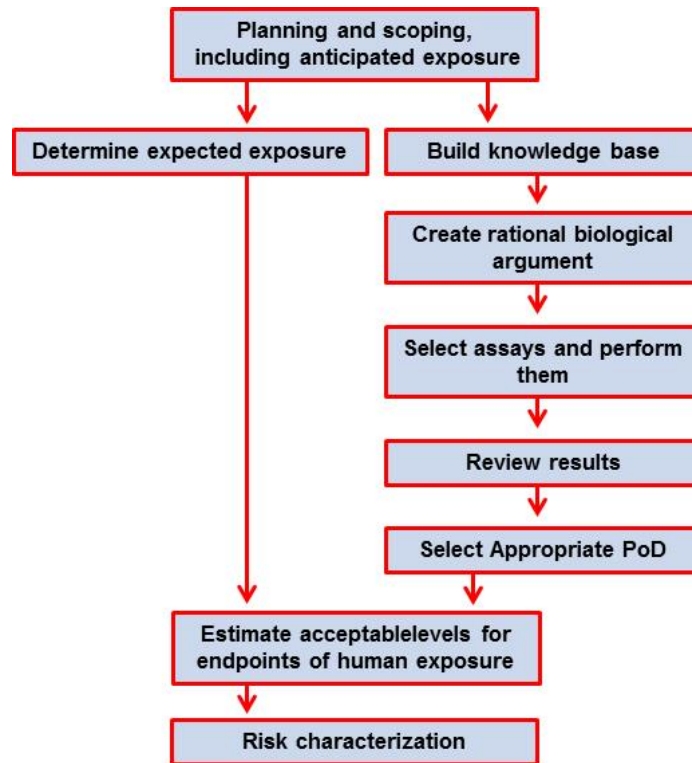 Planning and scoping,
including anticipated exposure
Determine expected exposure
Build knowledge base
Create rational biological
argument
Select assays and perform
them
Review results
Select Appropriate PoD
Estimate acceptablelevels for
endpoints of human exposure
Risk characterization